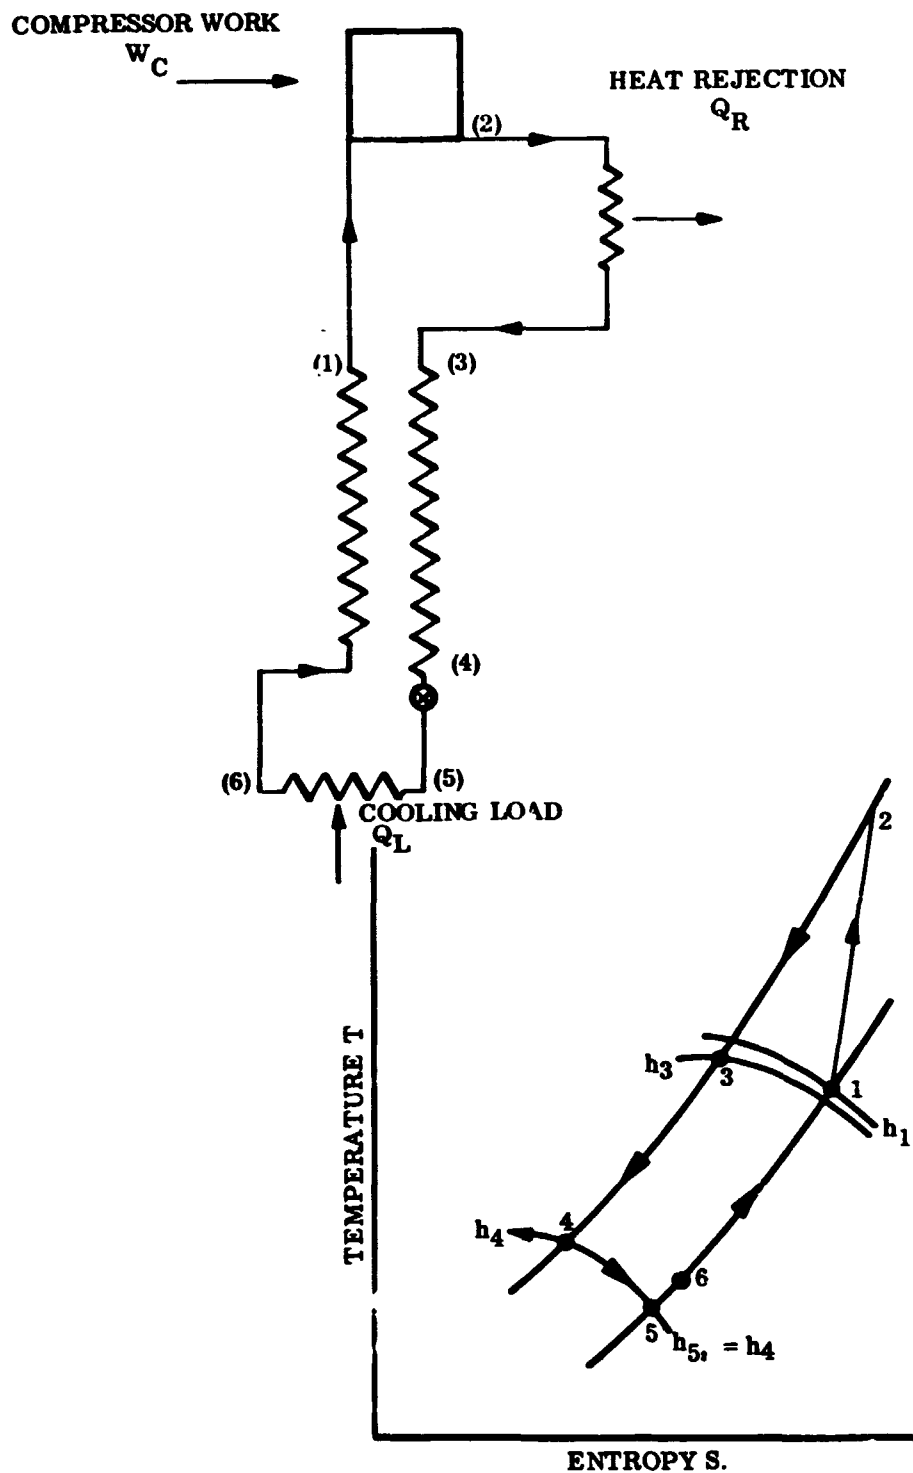 COMPRESSOR WORK
W_C
HEAT REJECTION
Q_R
(2)
(1)
(3)
(4)
(6)
(5)
COOLING LOAD
Q_L
2
h_3
3
1
h_1
TEMPERATURE T
h_4
4
6
5
h_5, = h_4
ENTROPY S.